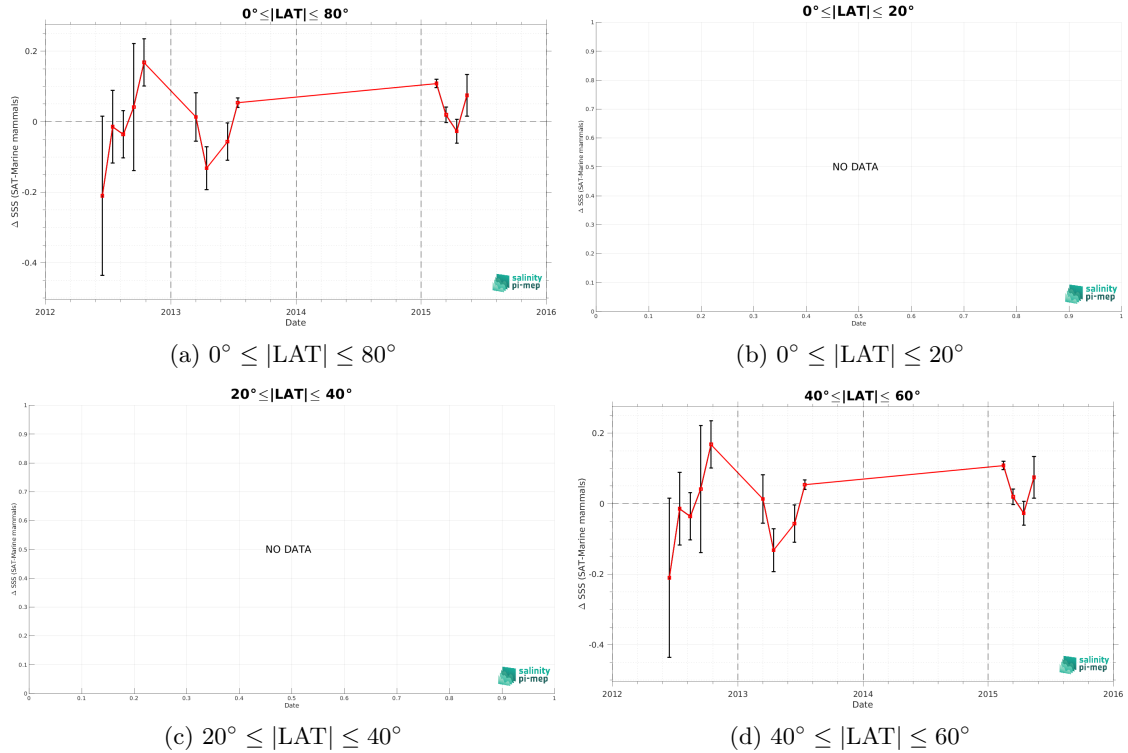 0°≤|LAT|≤ 80°
Δ SSS (SAT-Marine mammals)
0.2
0
-0.2
-0.4
2012 2013 2014 2015 2016
Date
salinity
pi-mep
(a) 0° ≤ |LAT| ≤ 80°
0°≤|LAT|≤ 20°
Δ SSS (SAT-Marine mammals)
1
0.9
0.8
0.7
0.6
0.5
0.4
0.3
0.2
0.1
0
NO DATA
0 0.1 0.2 0.3 0.4 0.5 0.6 0.7 0.8 0.9 1
Date
salinity
pi-mep
(b) 0° ≤ |LAT| ≤ 20°
20°≤|LAT|≤ 40°
Δ SSS (SAT-Marine mammals)
1
0.9
0.8
0.7
0.6
0.5
0.4
0.3
0.2
0.1
0
NO DATA
0 0.1 0.2 0.3 0.4 0.5 0.6 0.7 0.8 0.9 1
Date
salinity
pi-mep
(c) 20° ≤ |LAT| ≤ 40°
40°≤|LAT|≤ 60°
Δ SSS (SAT-Marine mammals)
0.2
0
-0.2
-0.4
2012 2013 2014 2015 2016
Date
salinity
pi-mep
(d) 40° ≤ |LAT| ≤ 60°